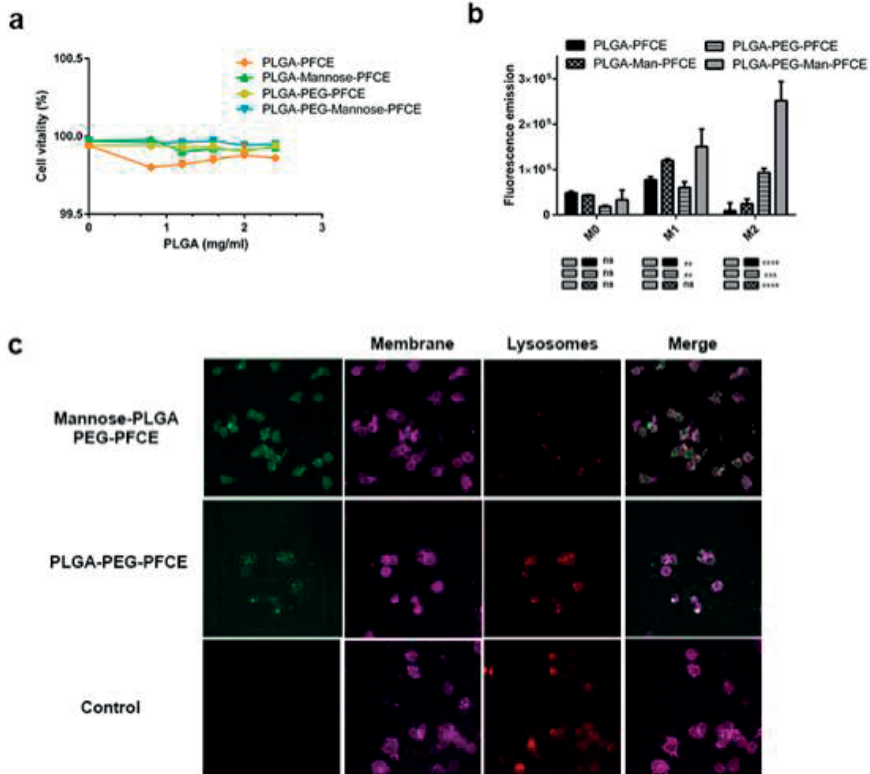 a
100.5
100.0
99.5
Cell vitality (%)
0 1 2 3
PLGA (mg/ml)
PLGA-PFCE
PLGA-Mannose-PFCE
PLGA-PEG-PFCE
PLGA-PEG-Mannose-PFCE
b
PLGA-PFCE PLGA-PEG-PFCE
PLGA-Man-PFCE PLGA-PEG-Man-PFCE
Fluorescence emission
3×10⁵
2×10⁵
1×10⁵
0
M0 M1 M2
ns ** ****
ns ** ***
ns ns ****
c
Membrane Lysosomes Merge
Mannose-PLGA
PEG-PFCE
PLGA-PEG-PFCE
Control